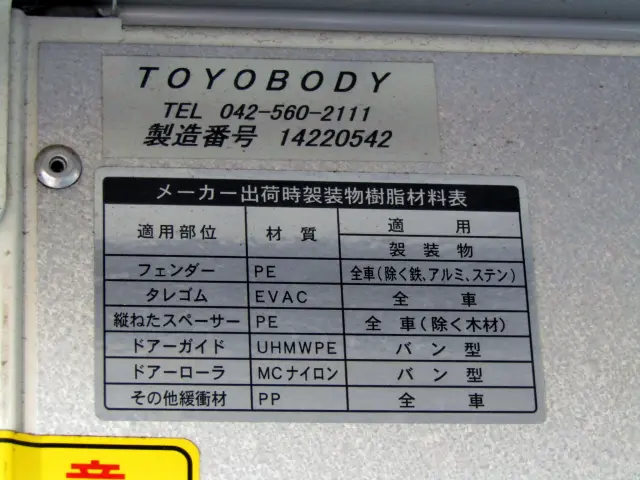 TOYOBODY
TEL 042-560-2111
製造番号 14220542
メーカー出荷時架装物樹脂材料表
適用部位 材質 適用
架装物
フェンダー PE 全車(除く鉄、アルミ、ステン)
タレゴム EVAC 全車
縦ねたスペーサー PE 全車(除く木材)
ドアーガイド UHMWPE バン型
ドアーローラ MCナイロン バン型
その他緩衝材 PP 全車